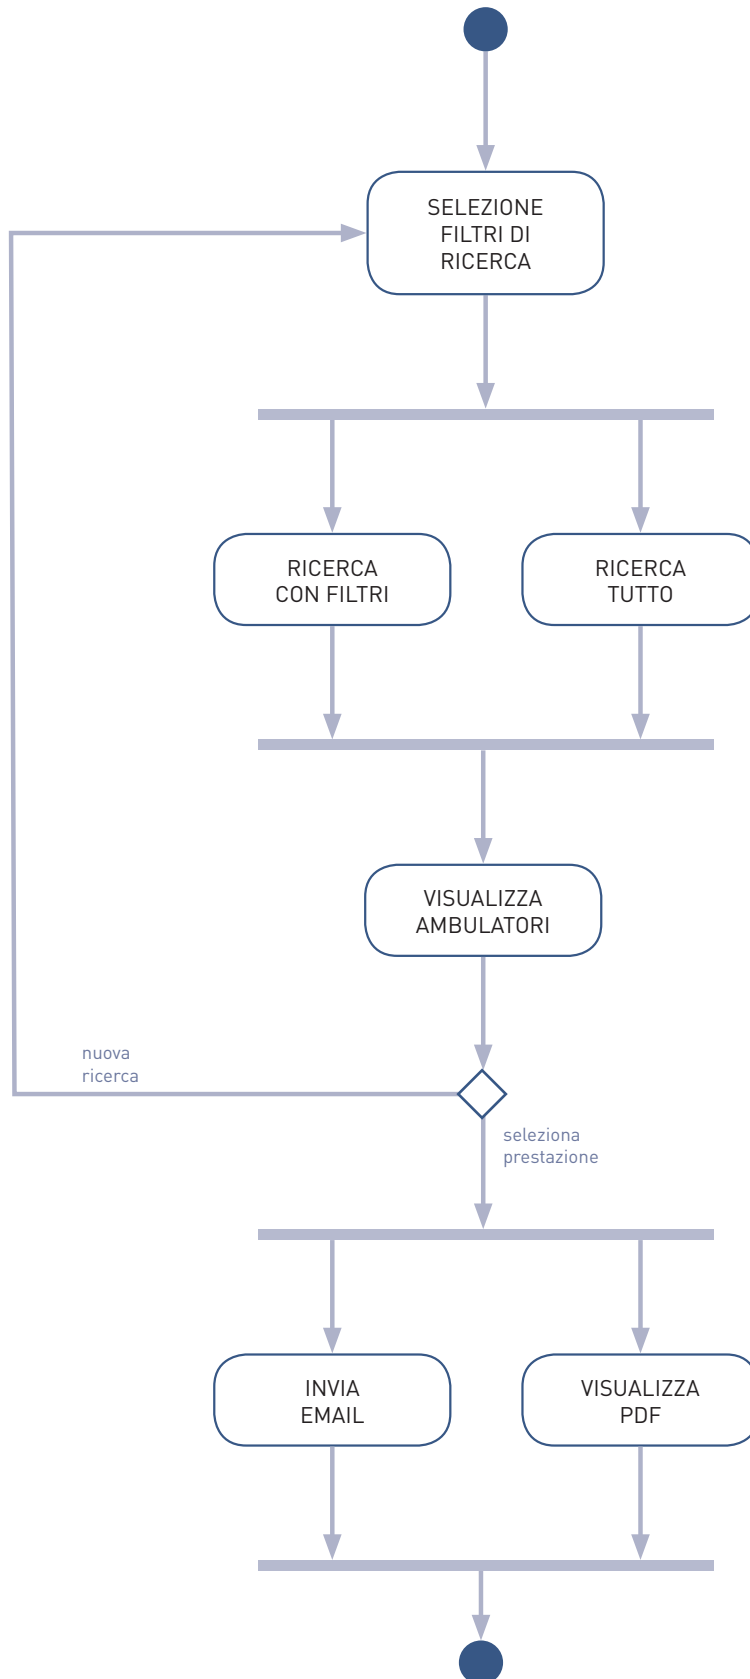 SELEZIONE
FILTRI DI
RICERCA
RICERCA
CON FILTRI
RICERCA
TUTTO
VISUALIZZA
AMBULATORI
nuova
ricerca
seleziona
prestazione
INVIA
EMAIL
VISUALIZZA
PDF